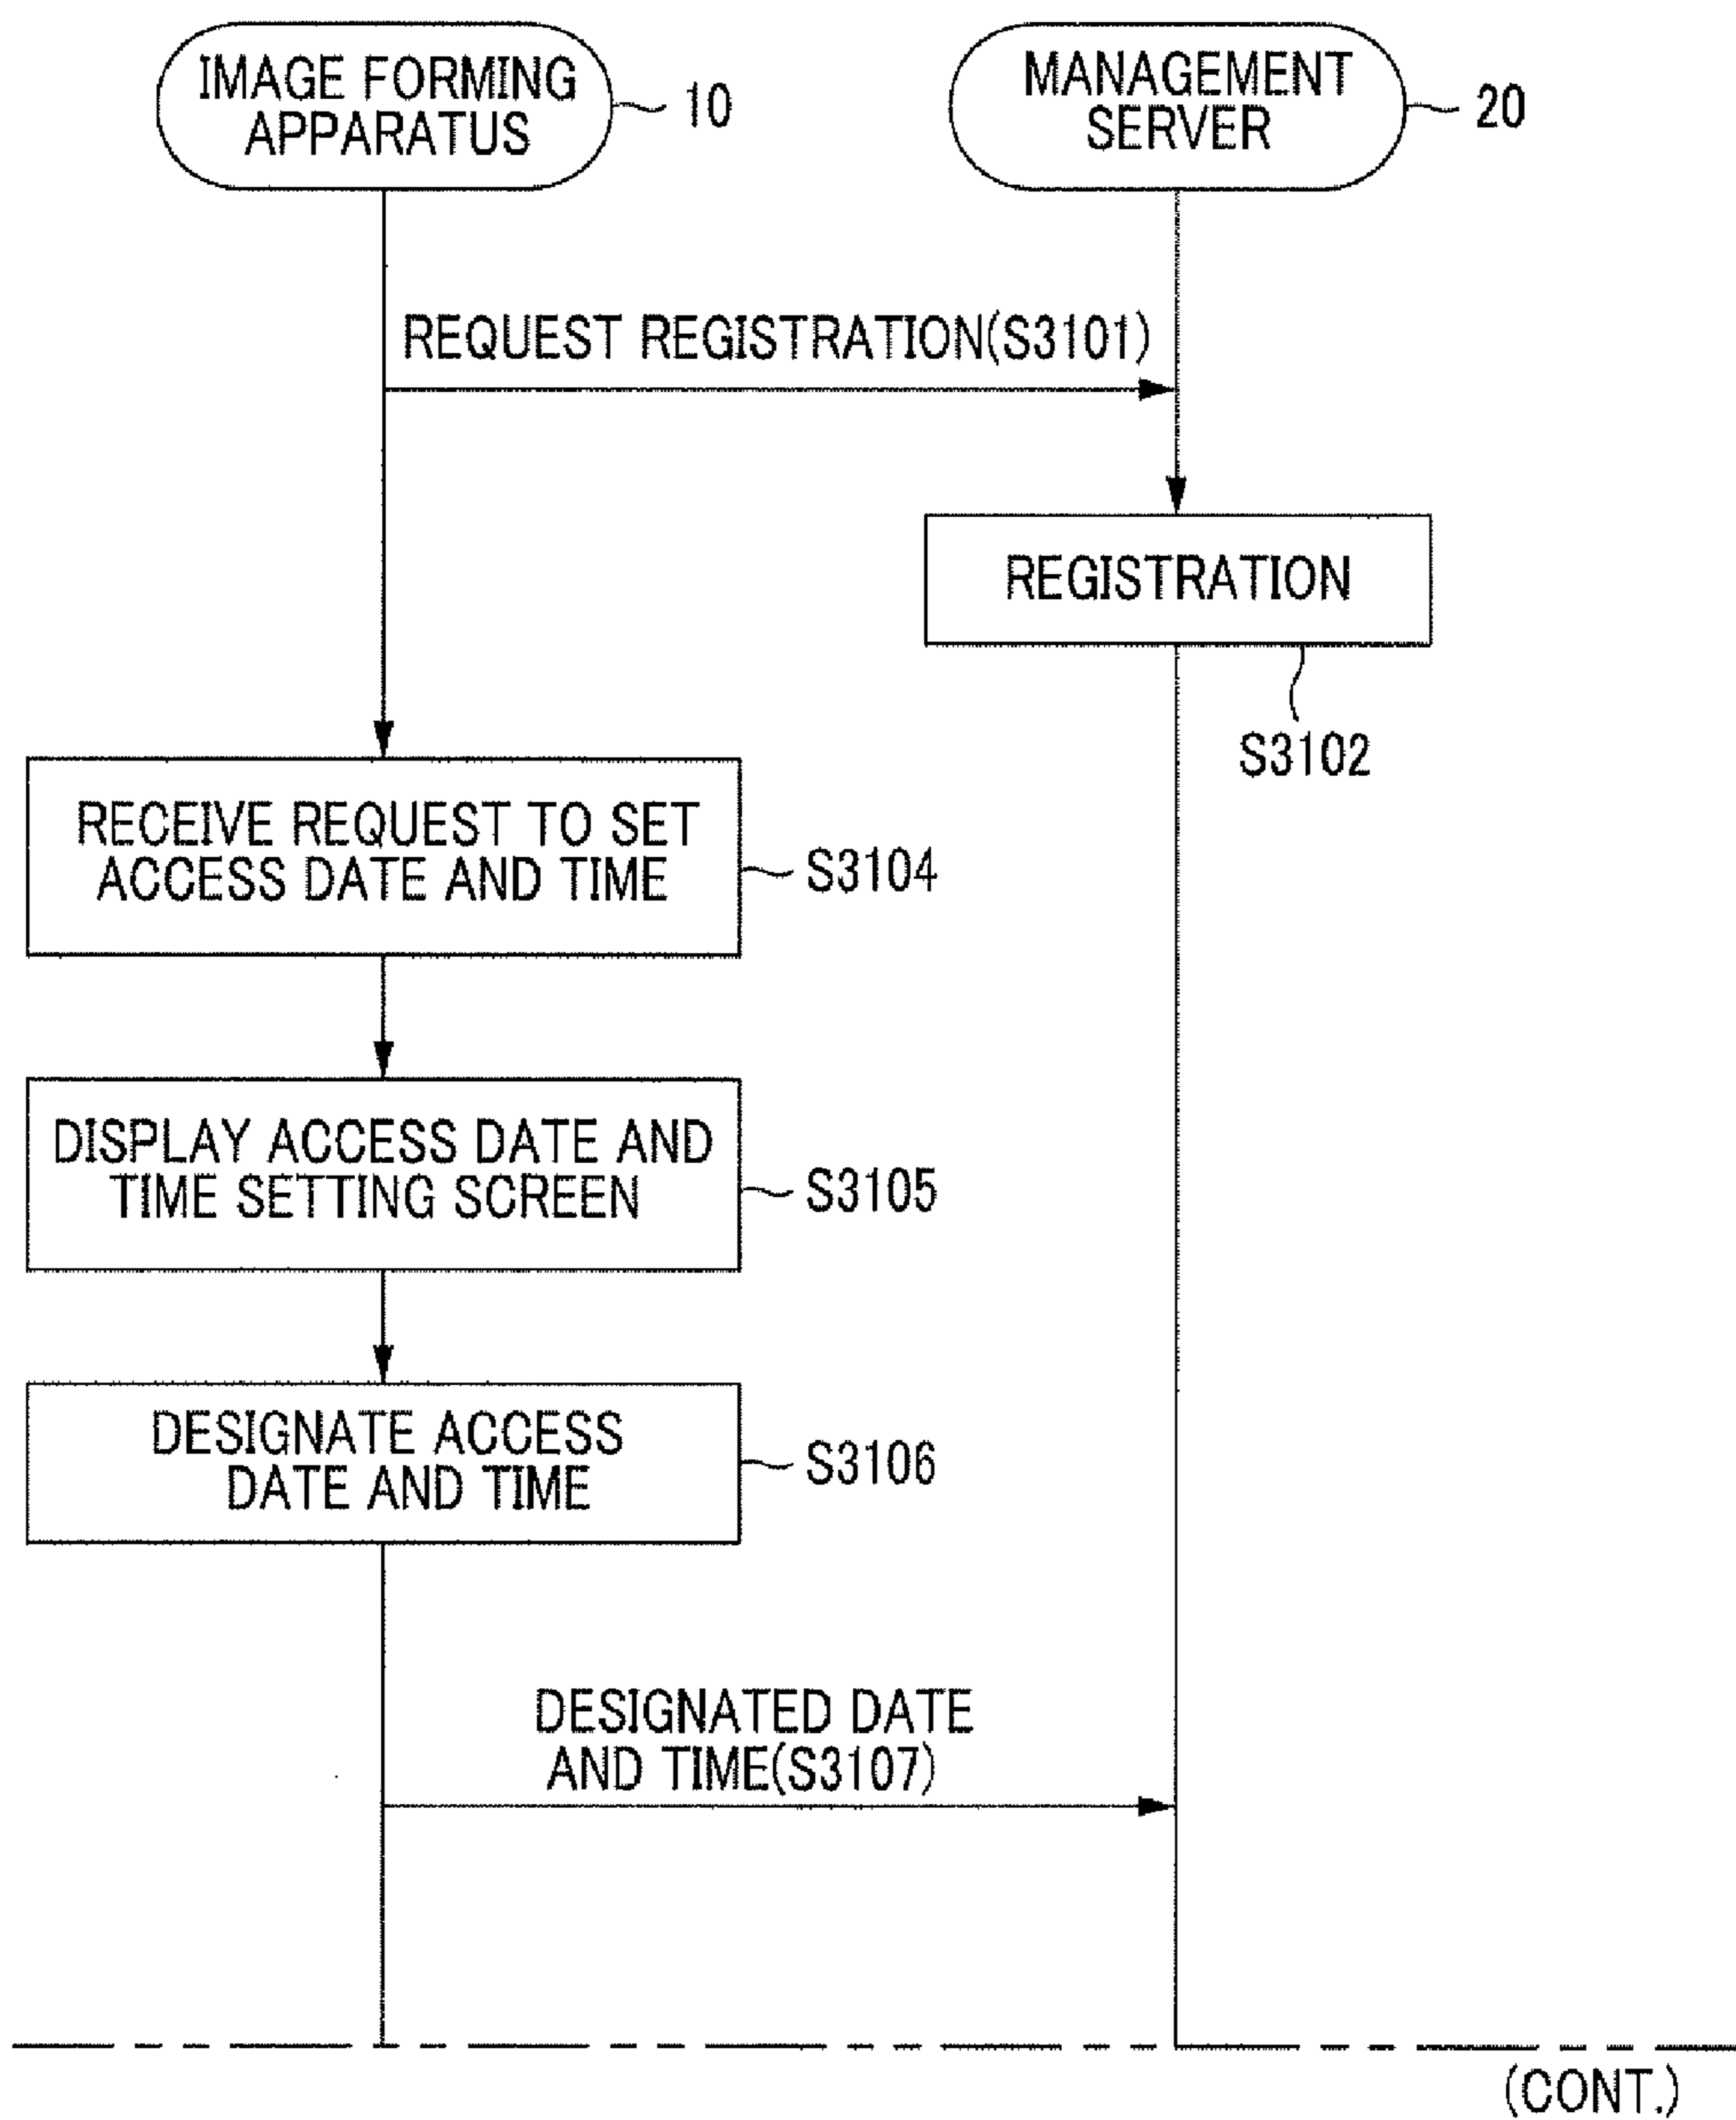 IMAGE FORMING
APPARATUS
10
MANAGEMENT
SERVER
20
REQUEST REGISTRATION(S3101)
REGISTRATION
S3102
RECEIVE REQUEST TO SET
ACCESS DATE AND TIME
S3104
DISPLAY ACCESS DATE AND
TIME SETTING SCREEN
S3105
DESIGNATE ACCESS
DATE AND TIME
S3106
DESIGNATED DATE
AND TIME(S3107)
(CONT.)